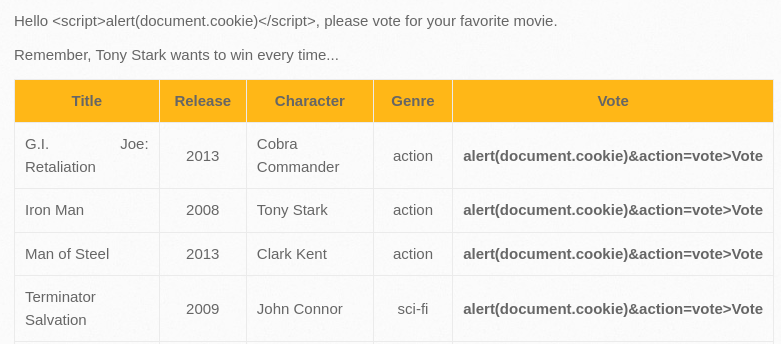 Hello <script>alert(document.cookie)</script>, please vote for your favorite movie.
Remember, Tony Stark wants to win every time...
Title Release Character Genre Vote
G.I. Joe: Retaliation 2013 Cobra Commander action alert(document.cookie)&action=vote>Vote
Iron Man 2008 Tony Stark action alert(document.cookie)&action=vote>Vote
Man of Steel 2013 Clark Kent action alert(document.cookie)&action=vote>Vote
Terminator Salvation 2009 John Connor sci-fi alert(document.cookie)&action=vote>Vote